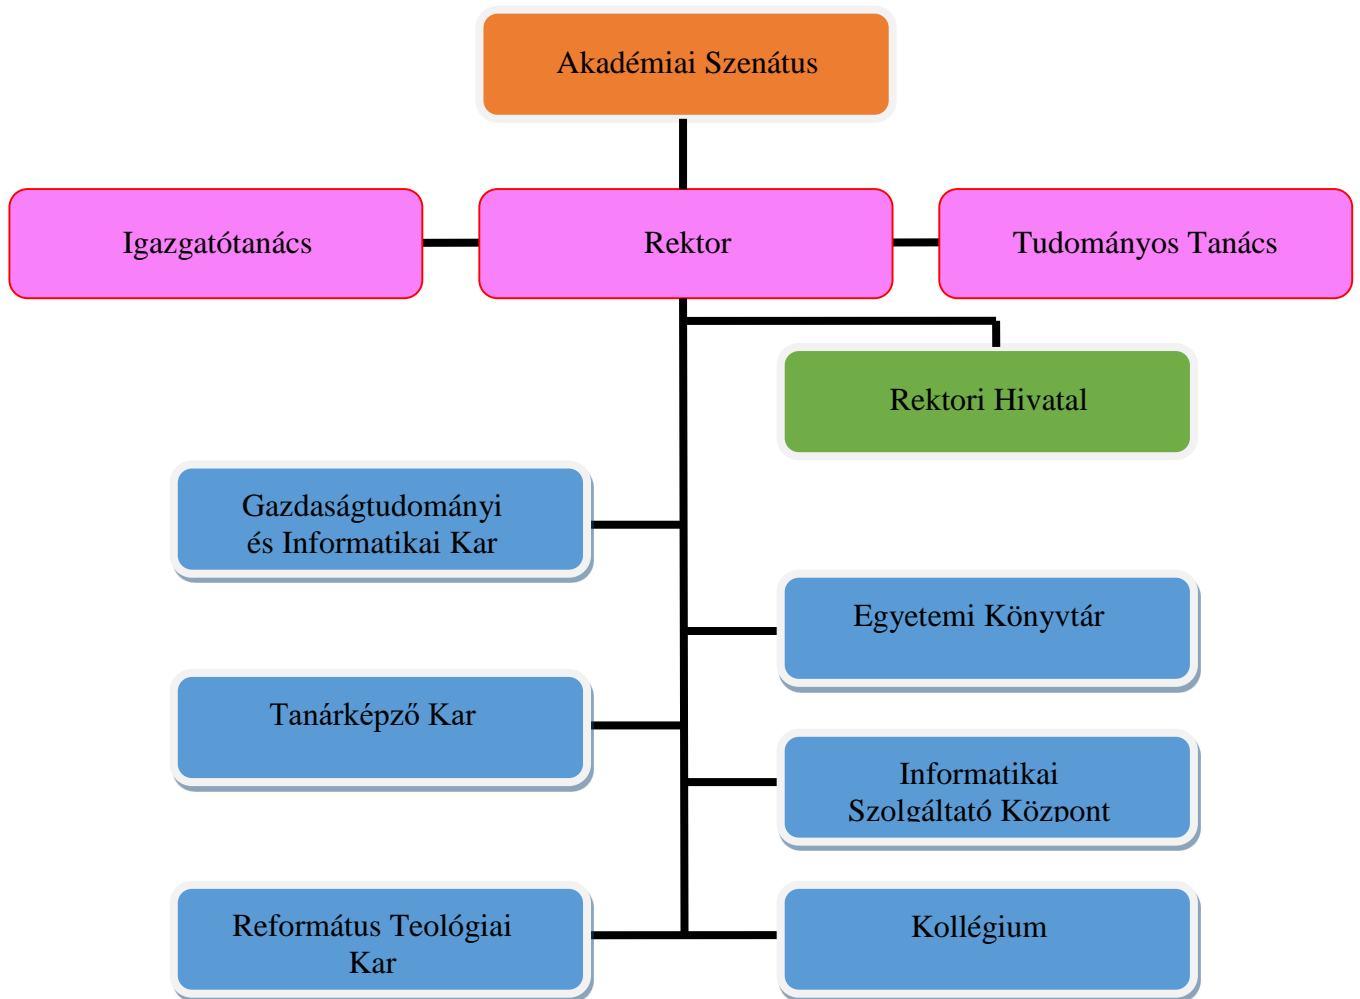 Akadémiai Szenátus
Igazgatótanács
Rektor
Tudományos Tanács
Rektori Hivatal
Gazdaságtudományi
és Informatikai Kar
Egyetemi Könyvtár
Tanárképző Kar
Informatikai
Szolgáltató Központ
Református Teológiai
Kar
Kollégium